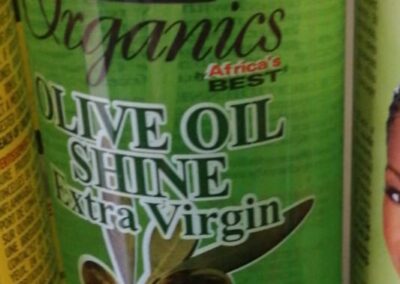 Organics
Africa's
BEST
OLIVE OIL
SHINE
Extra Virgin